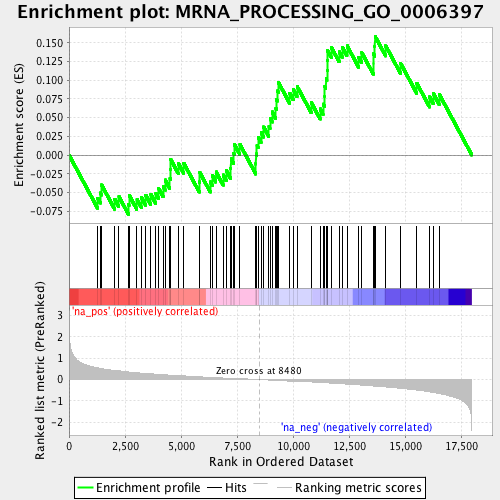 Enrichment plot: MRNA_PROCESSING_GO_0006397
Enrichment score (ES)
0.150
0.125
0.100
0.075
0.050
0.025
0.000
-0.025
-0.050
-0.075
'na_pos' (positively correlated)
Ranked list metric (PreRanked)
3
2
1
0
-1
-2
Zero cross at 8480
'na_neg' (negatively correlated)
0
2,500
5,000
7,500
10,000
12,500
15,000
17,500
Rank in Ordered Dataset
Enrichment profile
Hits
Ranking metric scores